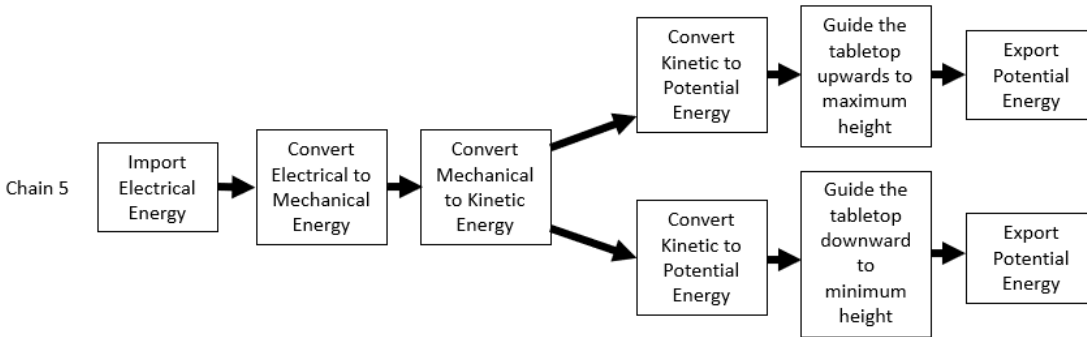 Chain 5
Import
Electrical
Energy
Convert
Electrical to
Mechanical
Energy
Convert
Mechanical
to Kinetic
Energy
Convert
Kinetic to
Potential
Energy
Guide the
tabletop
upwards to
maximum
height
Export
Potential
Energy
Convert
Kinetic to
Potential
Energy
Guide the
tabletop
downward
to
minimum
height
Export
Potential
Energy